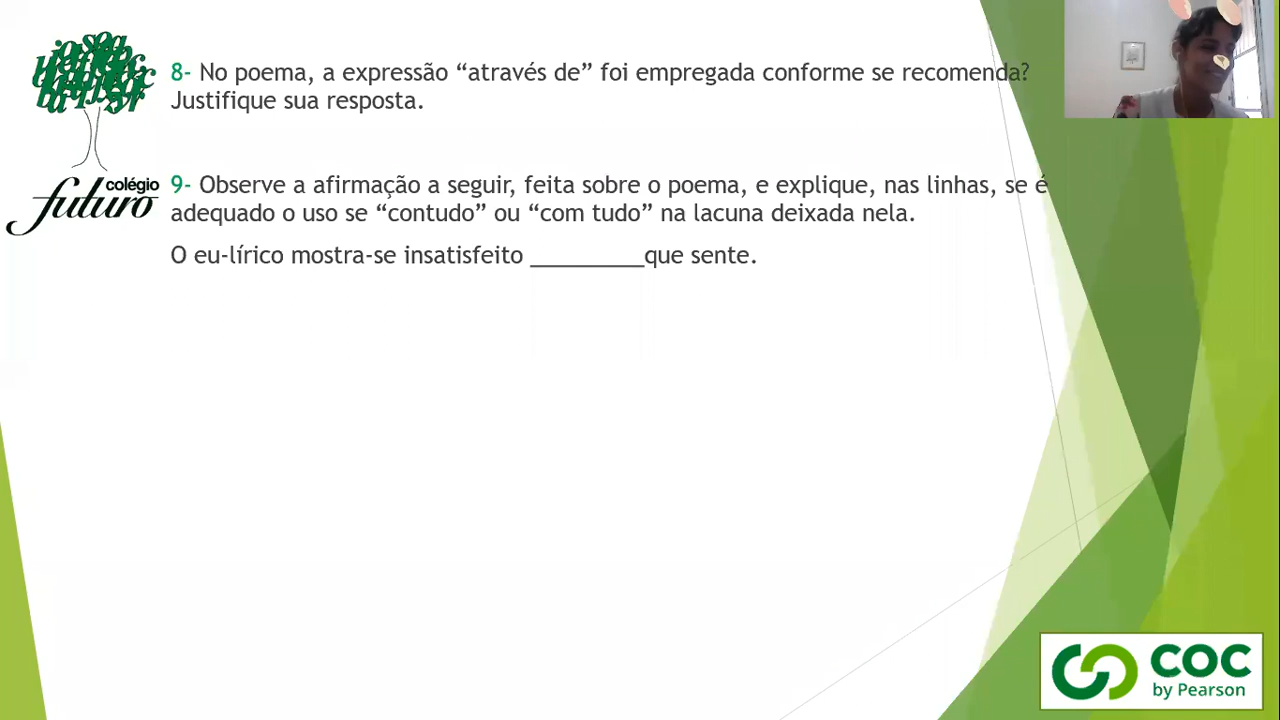 8- No poema, a expressão “através de” foi empregada conforme se recomenda?
Justifique sua resposta.
colégio
futuro
9- Observe a afirmação a seguir, feita sobre o poema, e explique, nas linhas, se é
adequado o uso se “contudo” ou “com tudo” na lacuna deixada nela.
O eu-lírico mostra-se insatisfeito _________que sente.
COC
by Pearson